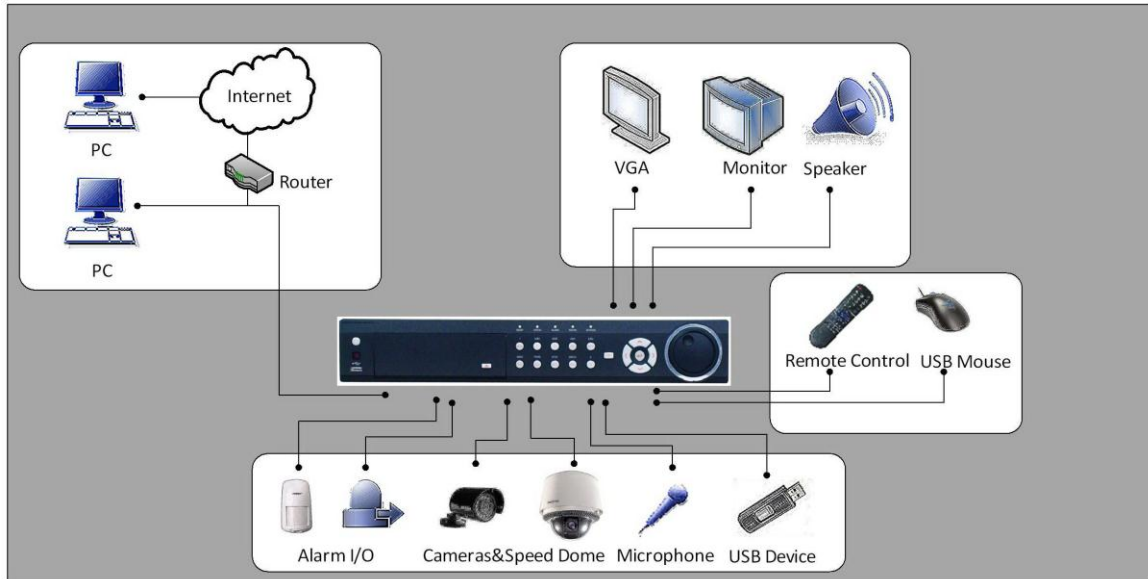 Internet
PC
Router
PC
VGA
Monitor
Speaker
Remote Control
USB Mouse
Alarm I/O
Cameras&Speed Dome
Microphone
USB Device